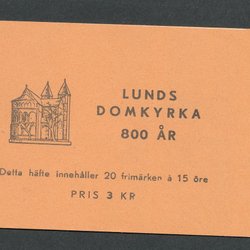 LUNDS
DOMKYRKA
800 ÅR
Detta häfte innehåller 20 frimärken à 15 öre
PRIS 3 KR